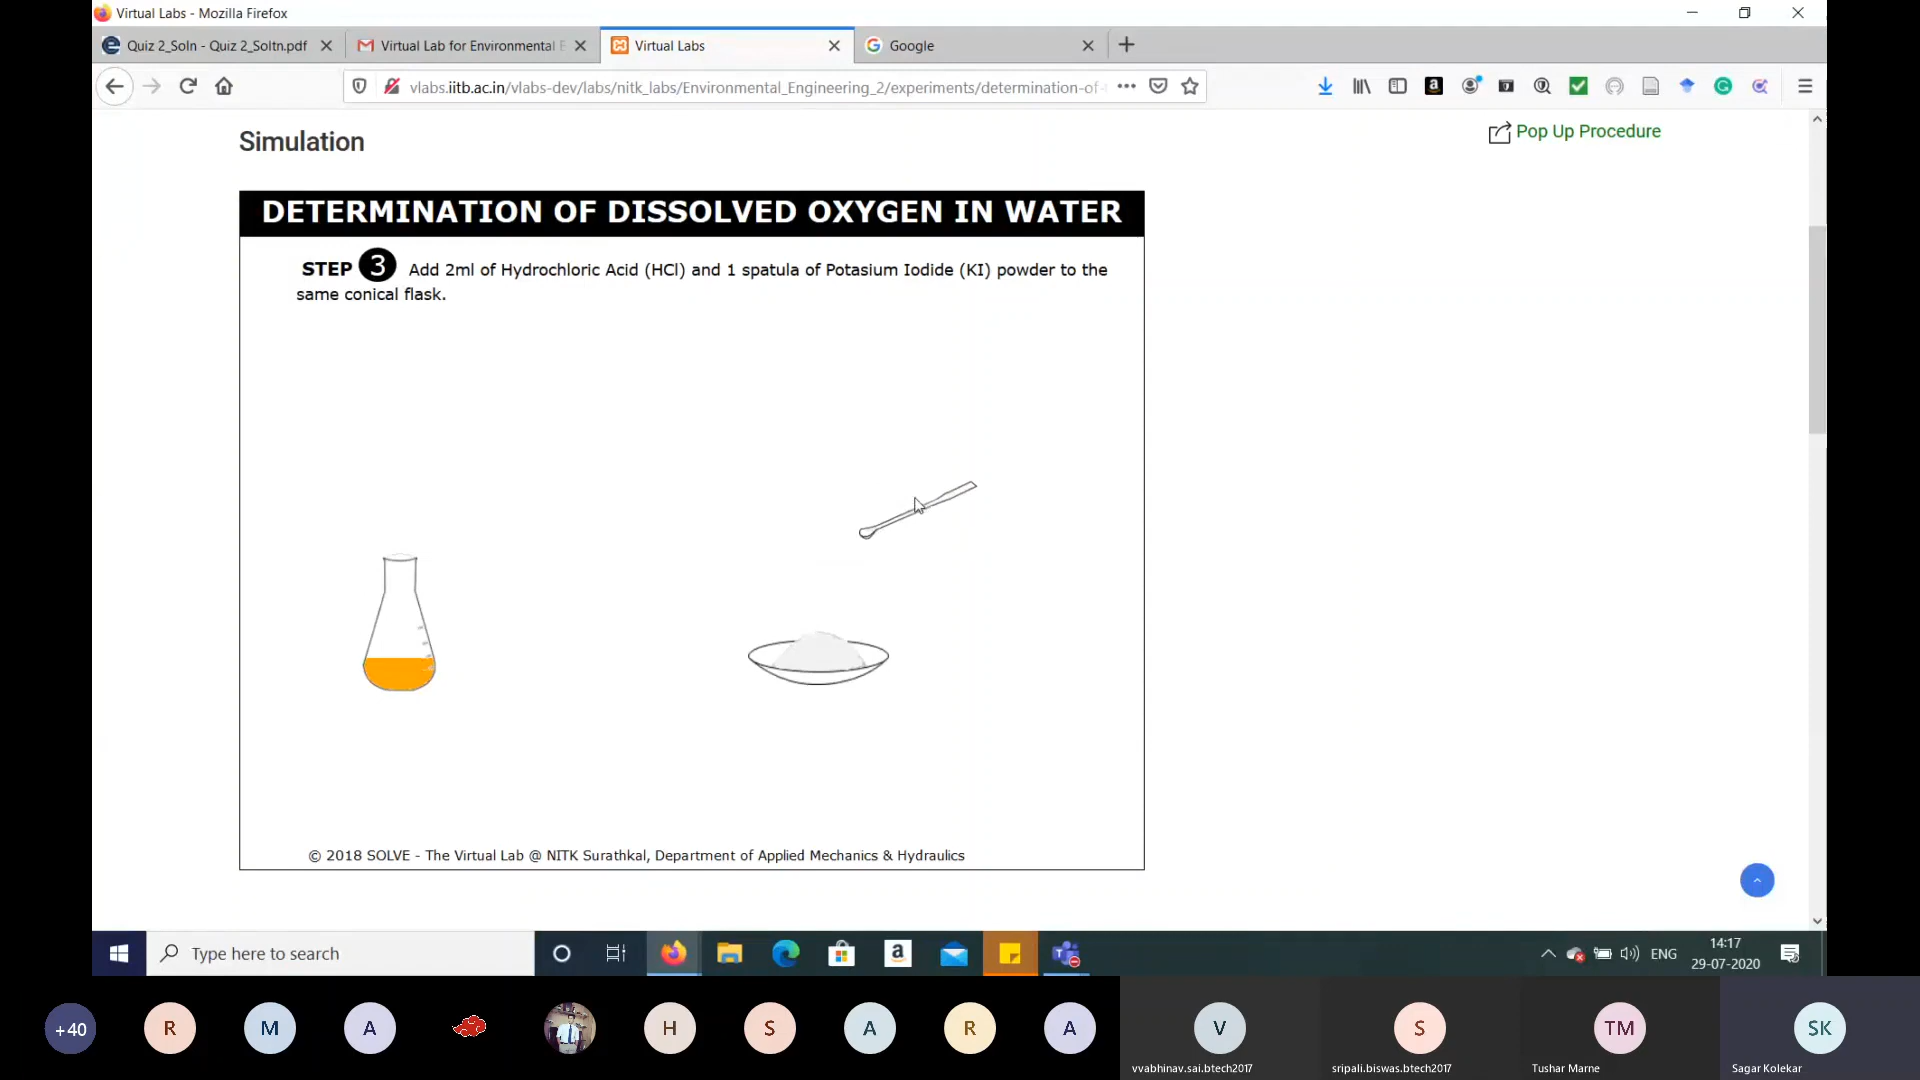 Virtual Labs - Mozilla Firefox
Quiz 2_Soln - Quiz 2_Soltn.pdf
Virtual Lab for Environmental E
Virtual Labs
Google
vlabs.iitb.ac.in/vlabs-dev/labs/nitk_labs/Environmental_Engineering_2/experiments/determination-of-
Simulation
Pop Up Procedure
DETERMINATION OF DISSOLVED OXYGEN IN WATER
STEP 3 Add 2ml of Hydrochloric Acid (HCl) and 1 spatula of Potasium Iodide (KI) powder to the
same conical flask.
© 2018 SOLVE - The Virtual Lab @ NITK Surathkal, Department of Applied Mechanics & Hydraulics
Type here to search
a
ENG
14:17
29-07-2020
+40
R
M
A
H
S
A
R
A
V
S
TM
SK
vvabhinav.sai.btech2017
sripali.biswas.btech2017
Tushar Marne
Sagar Kolekar